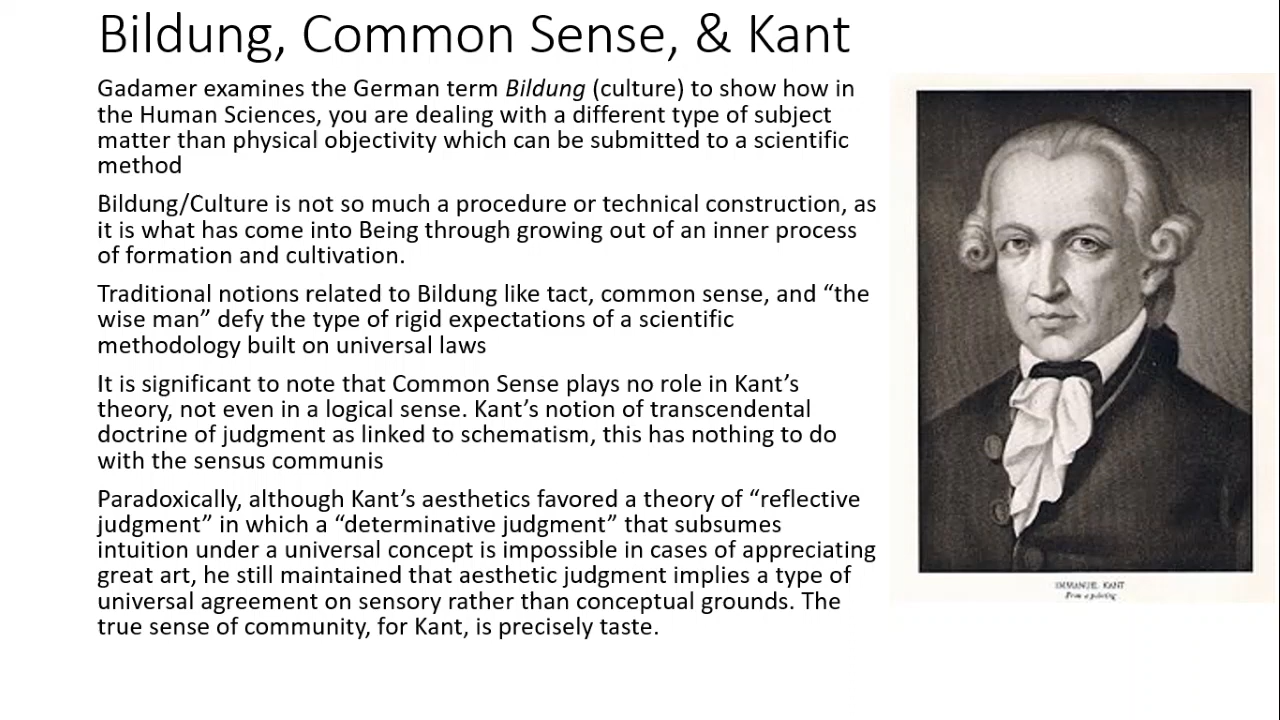 Bildung, Common Sense, & Kant
Gadamer examines the German term Bildung (culture) to show how in
the Human Sciences, you are dealing with a different type of subject
matter than physical objectivity which can be submitted to a scientific
method
Bildung/Culture is not so much a procedure or technical construction, as
it is what has come into Being through growing out of an inner process
of formation and cultivation.
Traditional notions related to Bildung like tact, common sense, and “the
wise man” defy the type of rigid expectations of a scientific
methodology built on universal laws
It is significant to note that Common Sense plays no role in Kant’s
theory, not even in a logical sense. Kant’s notion of transcendental
doctrine of judgment as linked to schematism, this has nothing to do
with the sensus communis
Paradoxically, although Kant’s aesthetics favored a theory of “reflective
judgment” in which a “determinative judgment” that subsumes
intuition under a universal concept is impossible in cases of appreciating
great art, he still maintained that aesthetic judgment implies a type of
universal agreement on sensory rather than conceptual grounds. The
true sense of community, for Kant, is precisely taste.
IMMANUEL KANT
From a painting